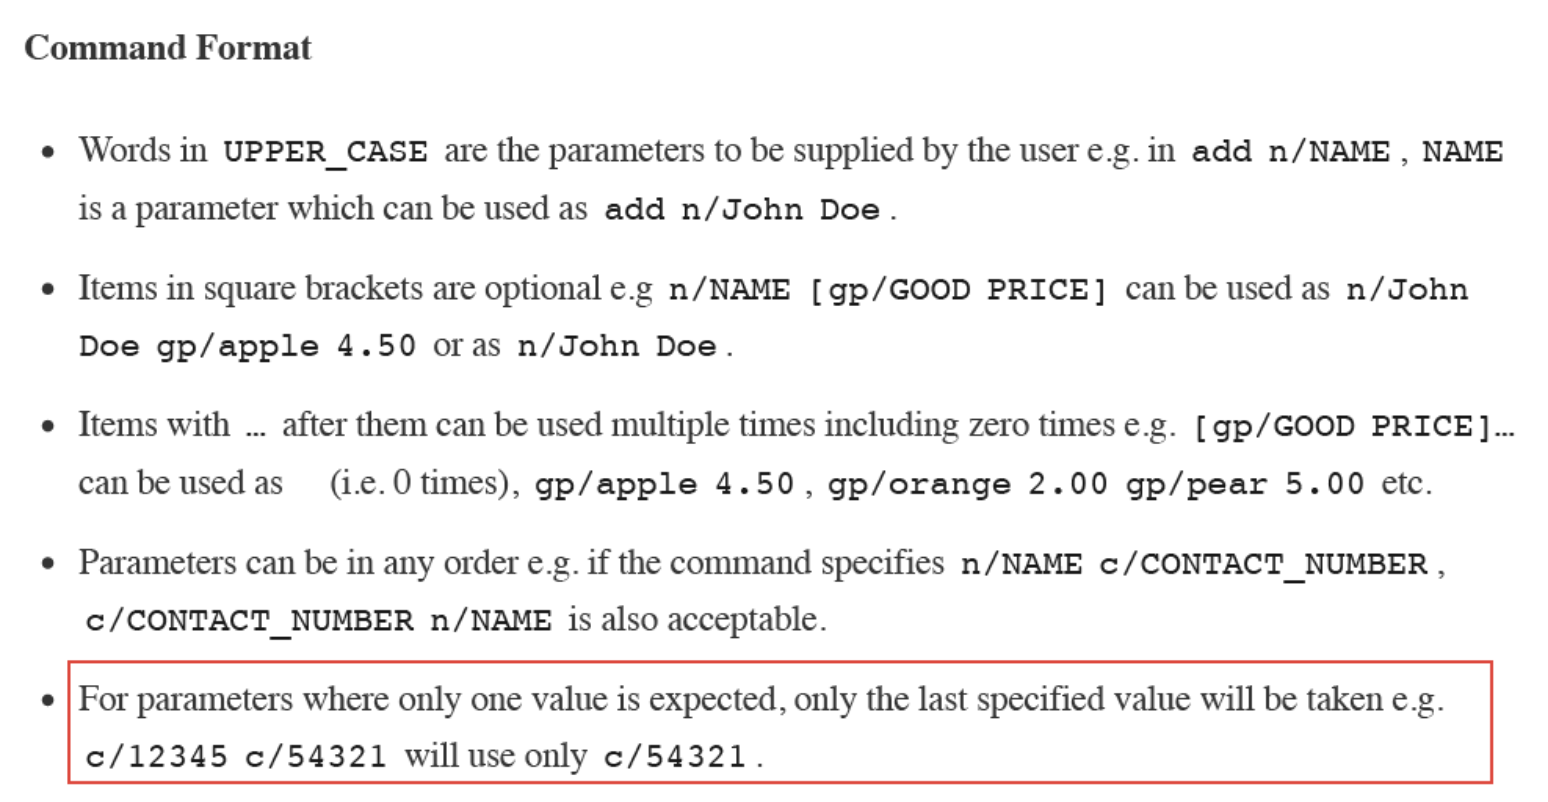 Command Format
• Words in UPPER_CASE are the parameters to be supplied by the user e.g. in add n/NAME , NAME
is a parameter which can be used as add n/John Doe .
• Items in square brackets are optional e.g n/NAME [gp/GOOD PRICE] can be used as n/John
Doe gp/apple 4.50 or as n/John Doe .
• Items with … after them can be used multiple times including zero times e.g. [gp/GOOD PRICE]…
can be used as (i.e. 0 times), gp/apple 4.50 , gp/orange 2.00 gp/pear 5.00 etc.
• Parameters can be in any order e.g. if the command specifies n/NAME c/CONTACT_NUMBER ,
c/CONTACT_NUMBER n/NAME is also acceptable.
• For parameters where only one value is expected, only the last specified value will be taken e.g.
c/12345 c/54321 will use only c/54321 .